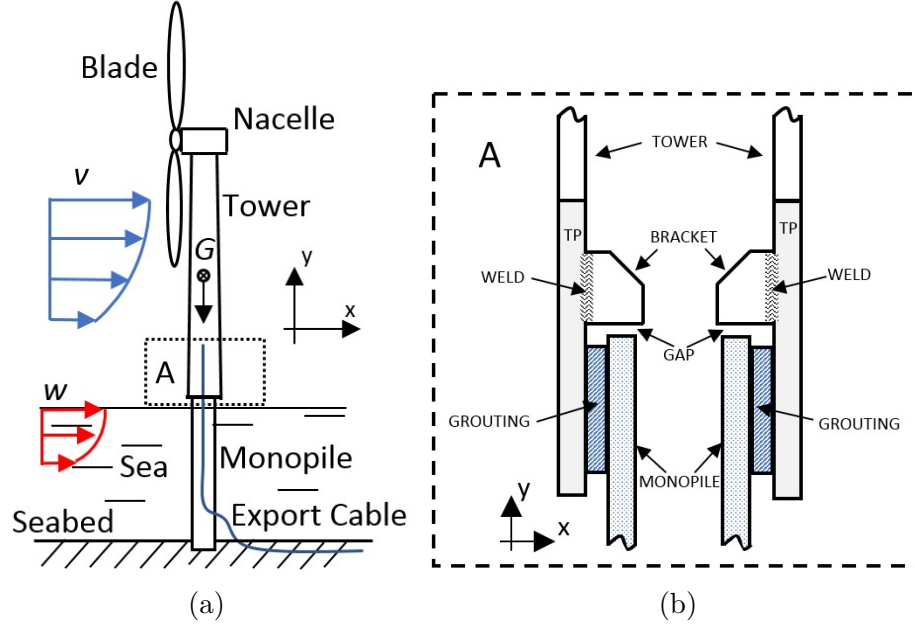 Blade
Nacelle
v
Tower
G
y
x
A
w
Sea
Monopile
Seabed
Export Cable
(a)
A
TOWER
TP
TP
BRACKET
WELD
WELD
GAP
GROUTING
GROUTING
MONOPILE
y
x
(b)